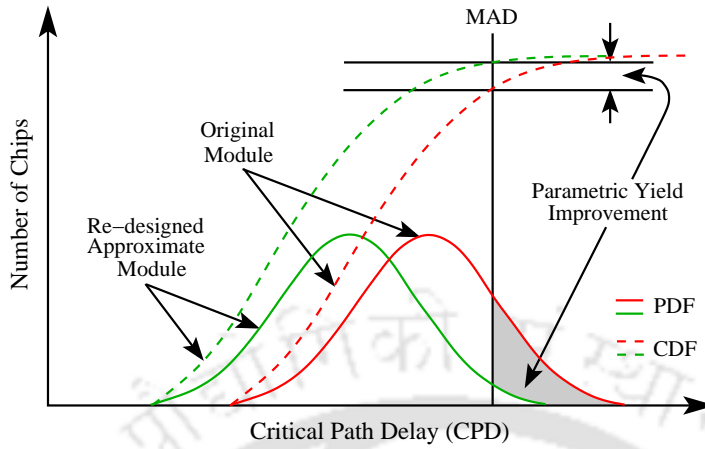 MAD
Number of Chips
Original
Module
Re-designed
Approximate
Module
Parametric Yield
Improvement
PDF
CDF
Critical Path Delay (CPD)